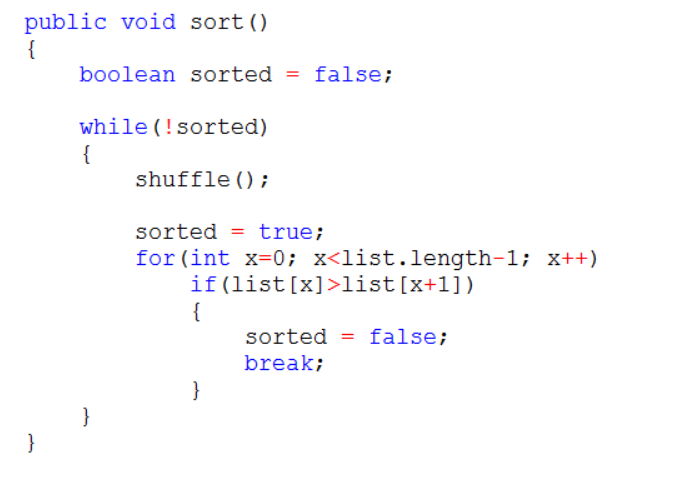 public void sort()
{
boolean sorted = false;
while(!sorted)
{
shuffle();
sorted = true;
for(int x=0; x<list.length-1; x++)
if(list[x]>list[x+1])
{
sorted = false;
break;
}
}
}